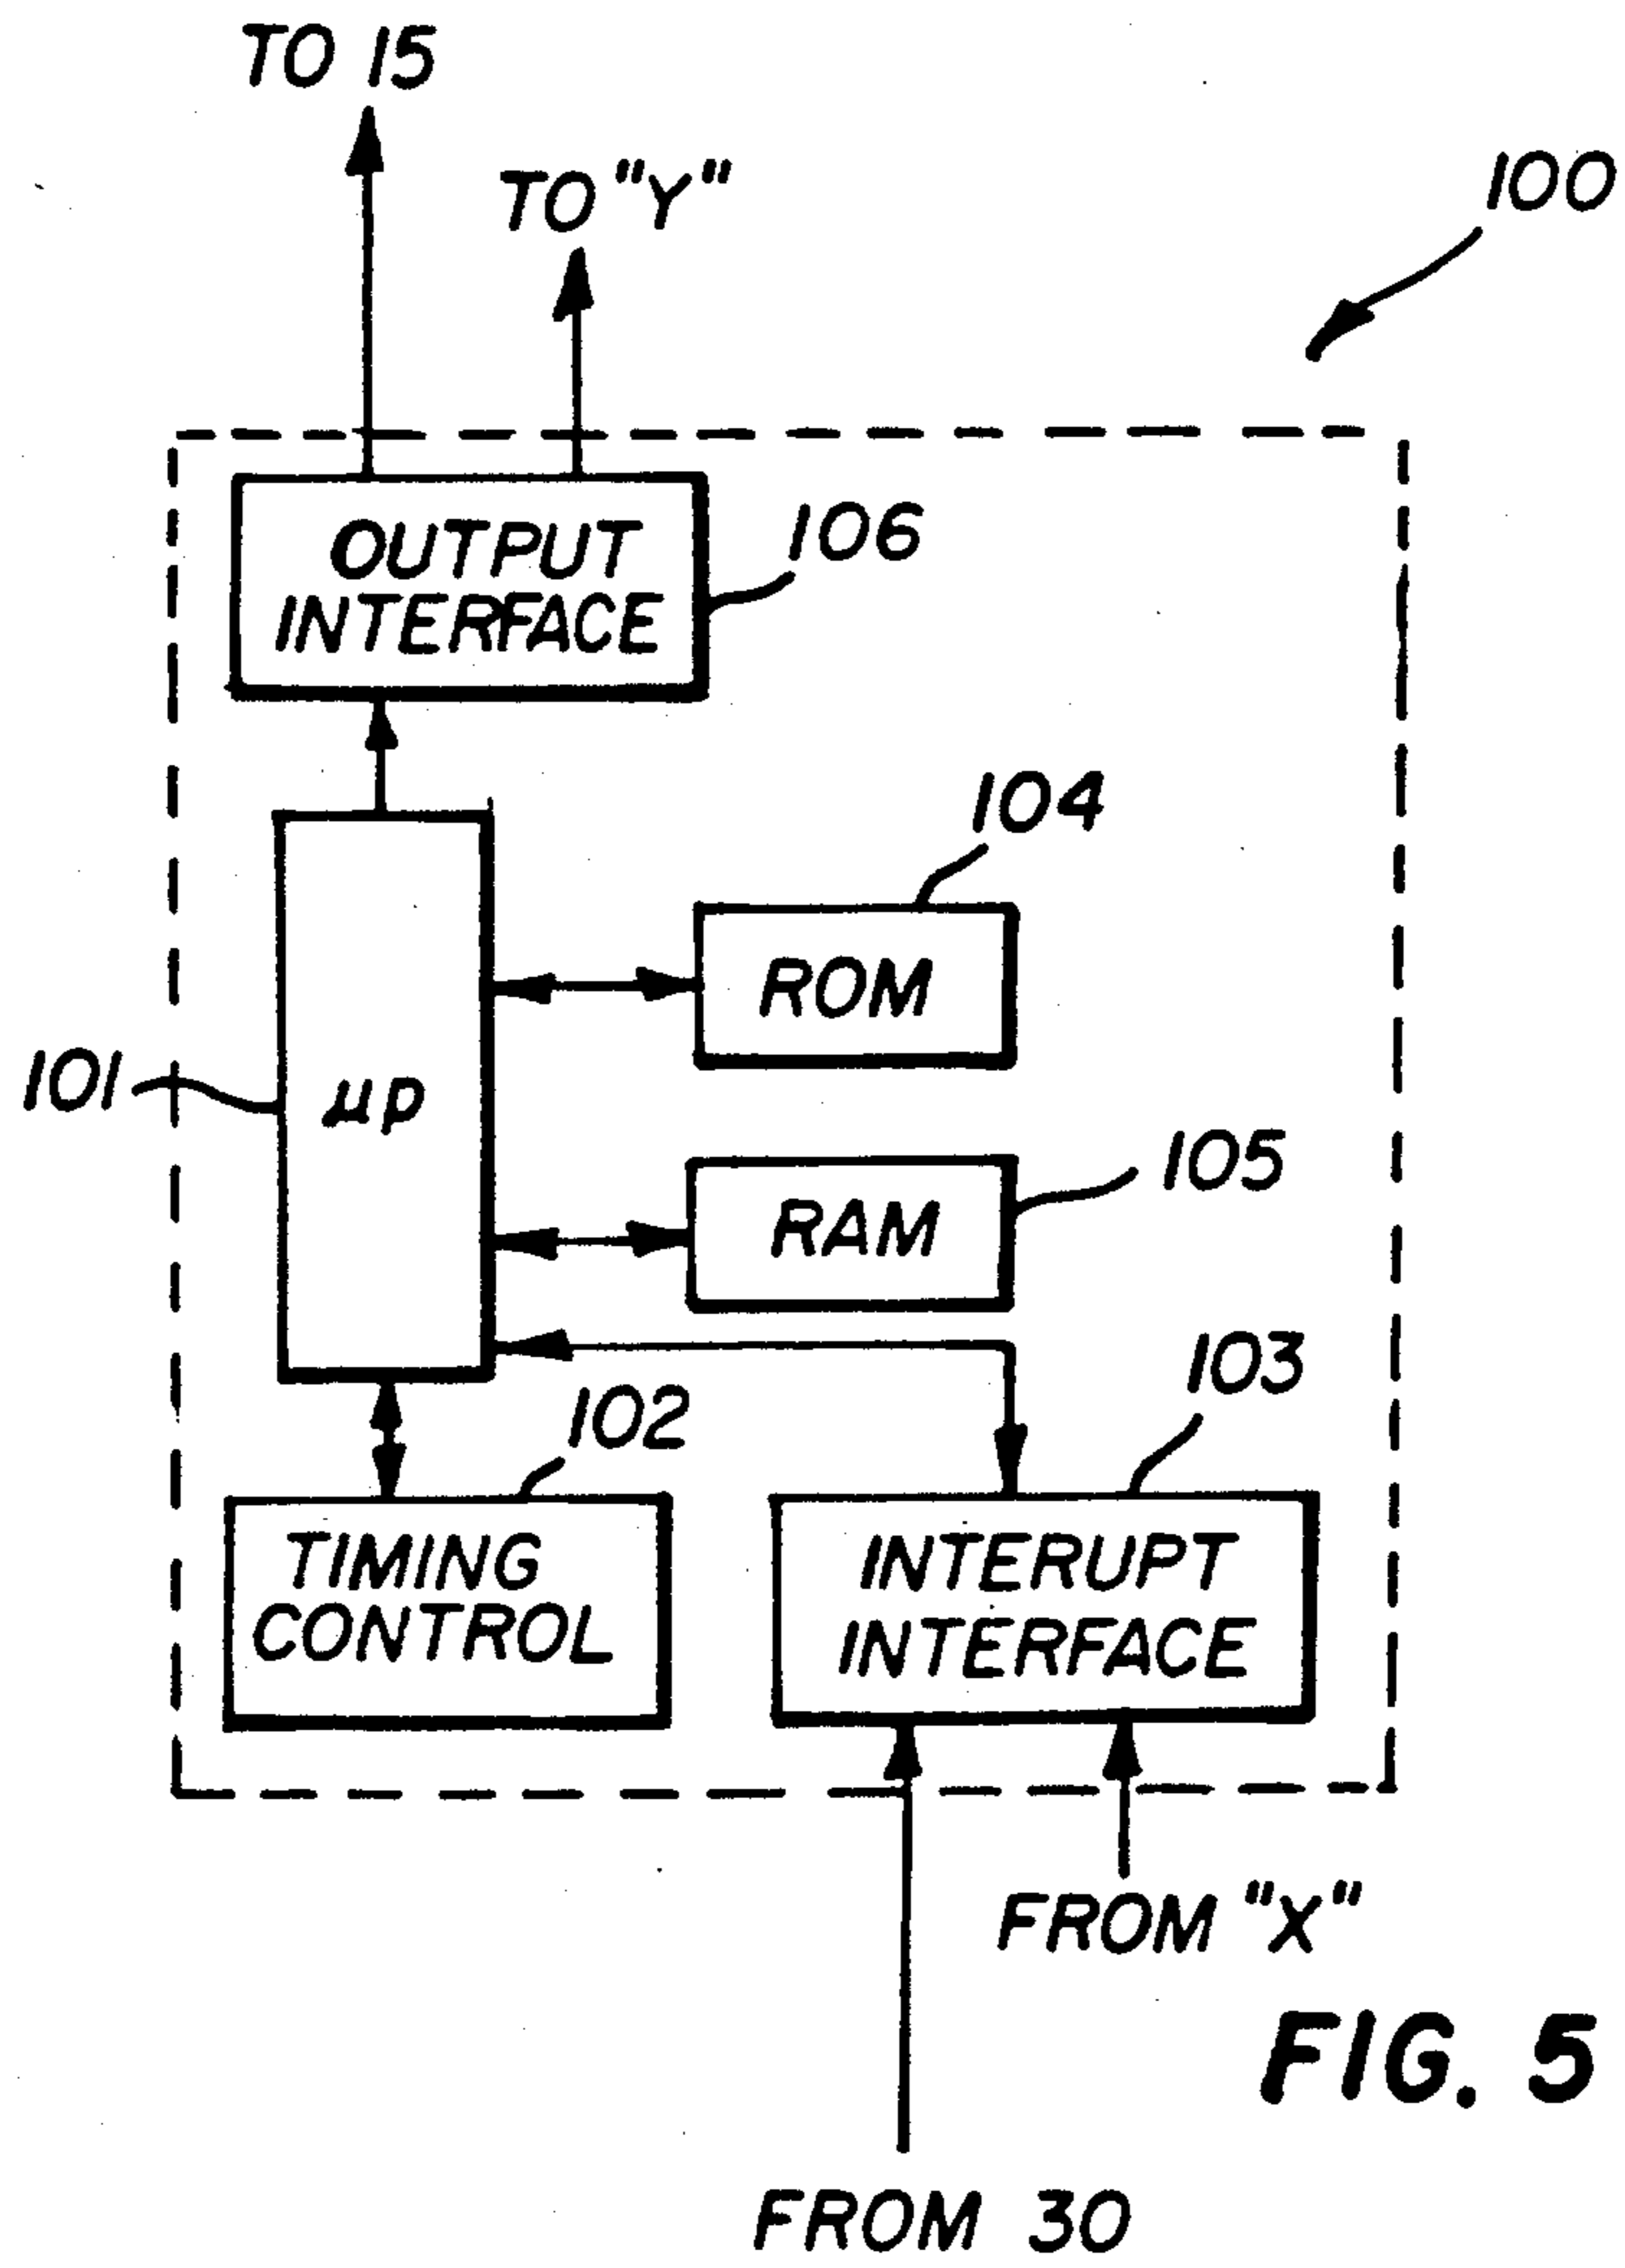 TO 15
TO "Y"
100
OUTPUT
INTERFACE
106
104
ROM
101
μP
105
RAM
103
102
TIMING
CONTROL
INTERUPT
INTERFACE
FROM "X"
FIG. 5
FROM 30